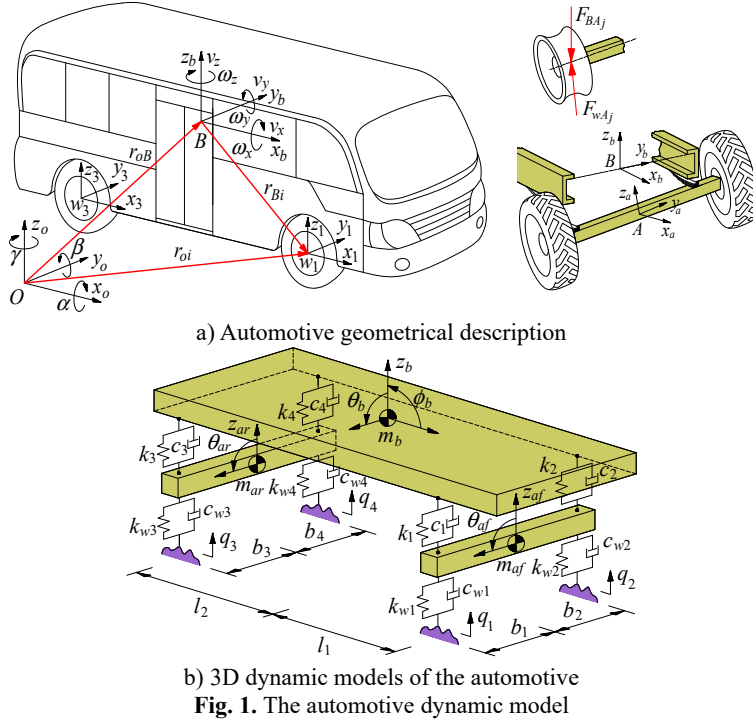 z_b v_z
ω_z
v_y
y_b
ω_y
v_x
B
ω_x
x_b
r_oB
r_Bi
z_3
y_3
w_3
x_3
z_1
y_1
w_1
x_1
z_o
γ
β
y_o
r_oi
O
α
x_o
F_BAj
F_wAj
z_b
y_b
B
x_b
z_a
y_a
A
x_a
a) Automotive geometrical description
z_b
θ_b
ϕ_b
m_b
k_4
c_4
k_3
c_3
θ_ar
z_ar
m_ar
k_w4
c_w4
k_w3
c_w3
q_4
q_3
b_3
b_4
k_2
c_2
z_af
k_1
c_1
θ_af
m_af
k_w2
c_w2
k_w1
c_w1
q_2
q_1
b_1
b_2
l_2
l_1
b) 3D dynamic models of the automotive
Fig. 1. The automotive dynamic model